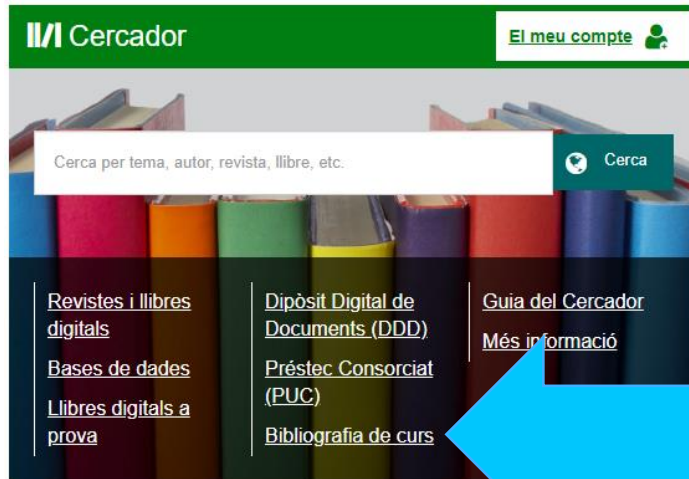 Cercador
El meu compte
Cerca per tema, autor, revista, llibre, etc.
Cerca
Revistes i llibres
digitals
Bases de dades
Llibres digitals a
prova
Dipòsit Digital de
Documents (DDD)
Préstec Consorciat
(PUC)
Bibliografia de curs
Guia del Cercador
Més informació